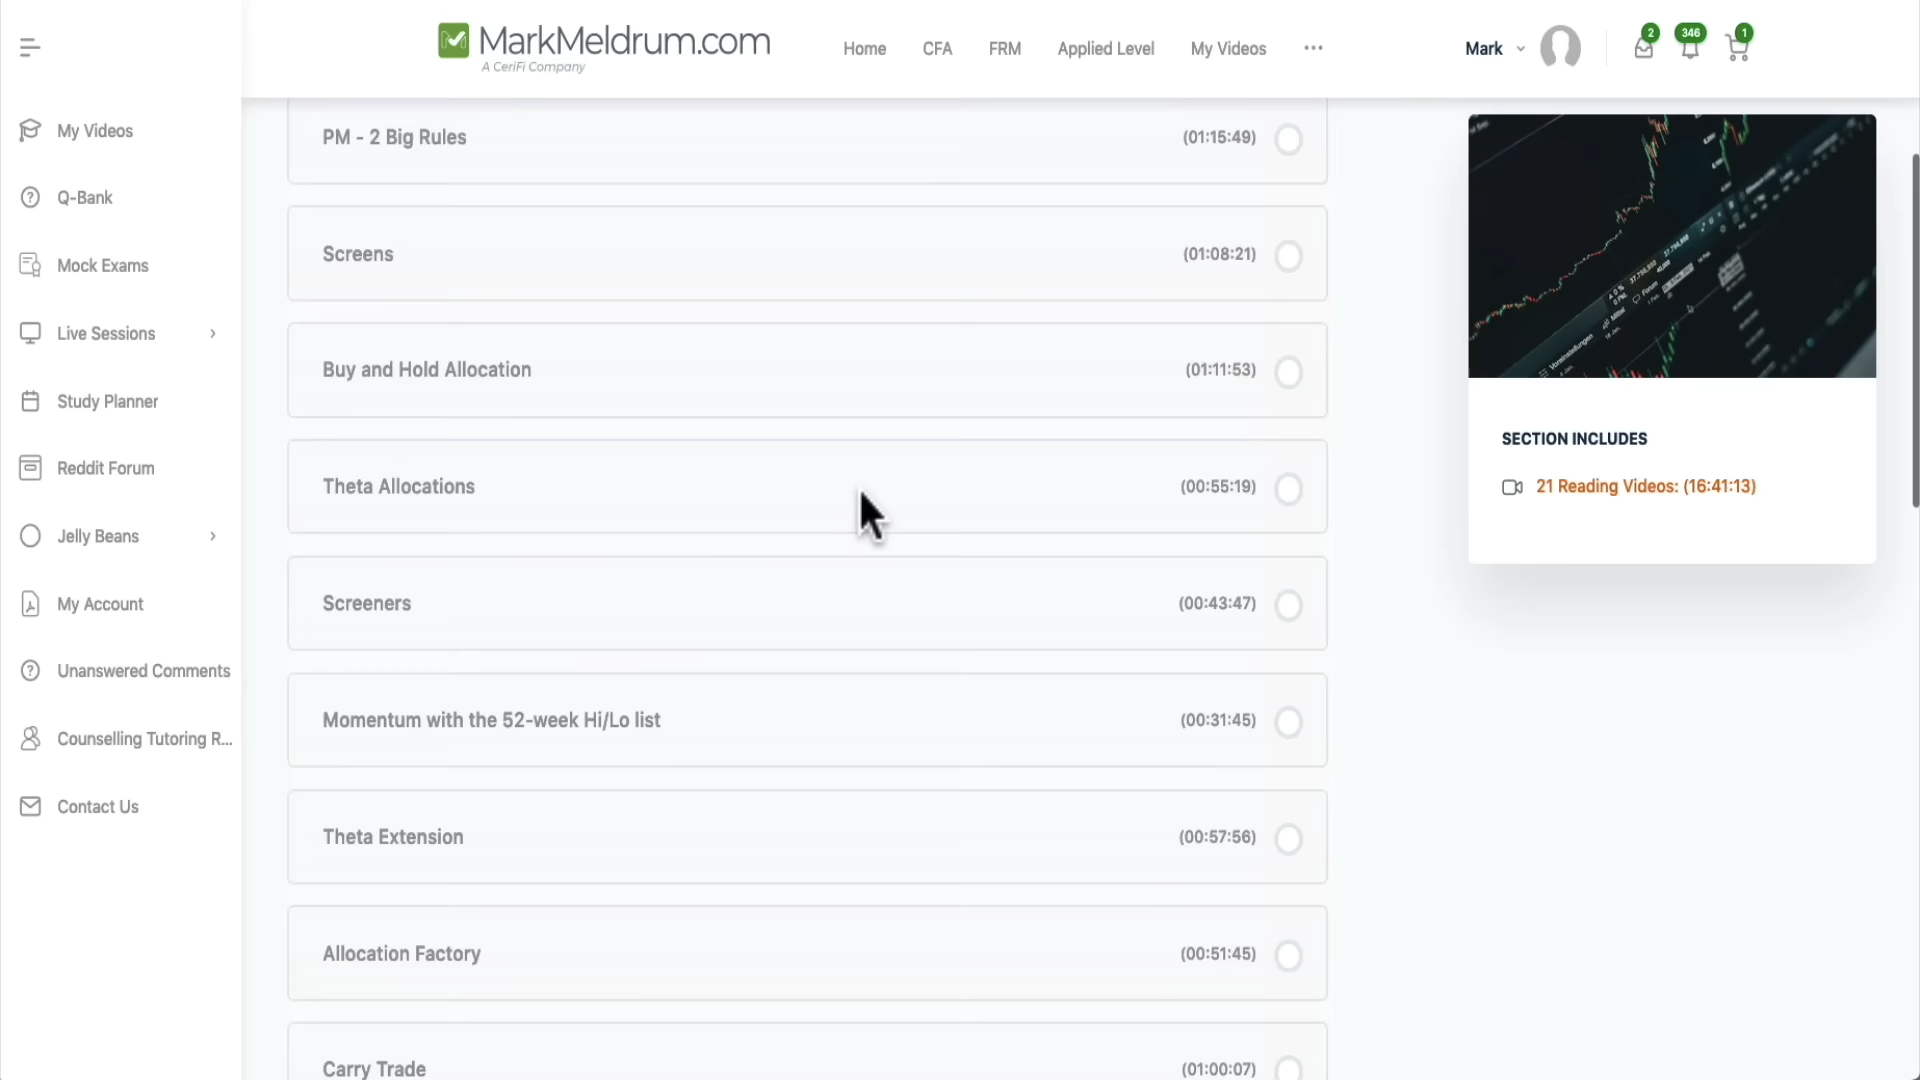 MarkMeldrum.com
A CeriFi Company
Home
CFA
FRM
Applied Level
My Videos
Mark
2
346
1
My Videos
Q-Bank
Mock Exams
Live Sessions
Study Planner
Reddit Forum
Jelly Beans
My Account
Unanswered Comments
Counselling Tutoring R...
Contact Us
PM - 2 Big Rules (01:15:49)
Screens (01:08:21)
Buy and Hold Allocation (01:11:53)
Theta Allocations (00:55:19)
Screeners (00:43:47)
Momentum with the 52-week Hi/Lo list (00:31:45)
Theta Extension (00:57:56)
Allocation Factory (00:51:45)
Carry Trade (01:00:07)
SECTION INCLUDES
21 Reading Videos: (16:41:13)